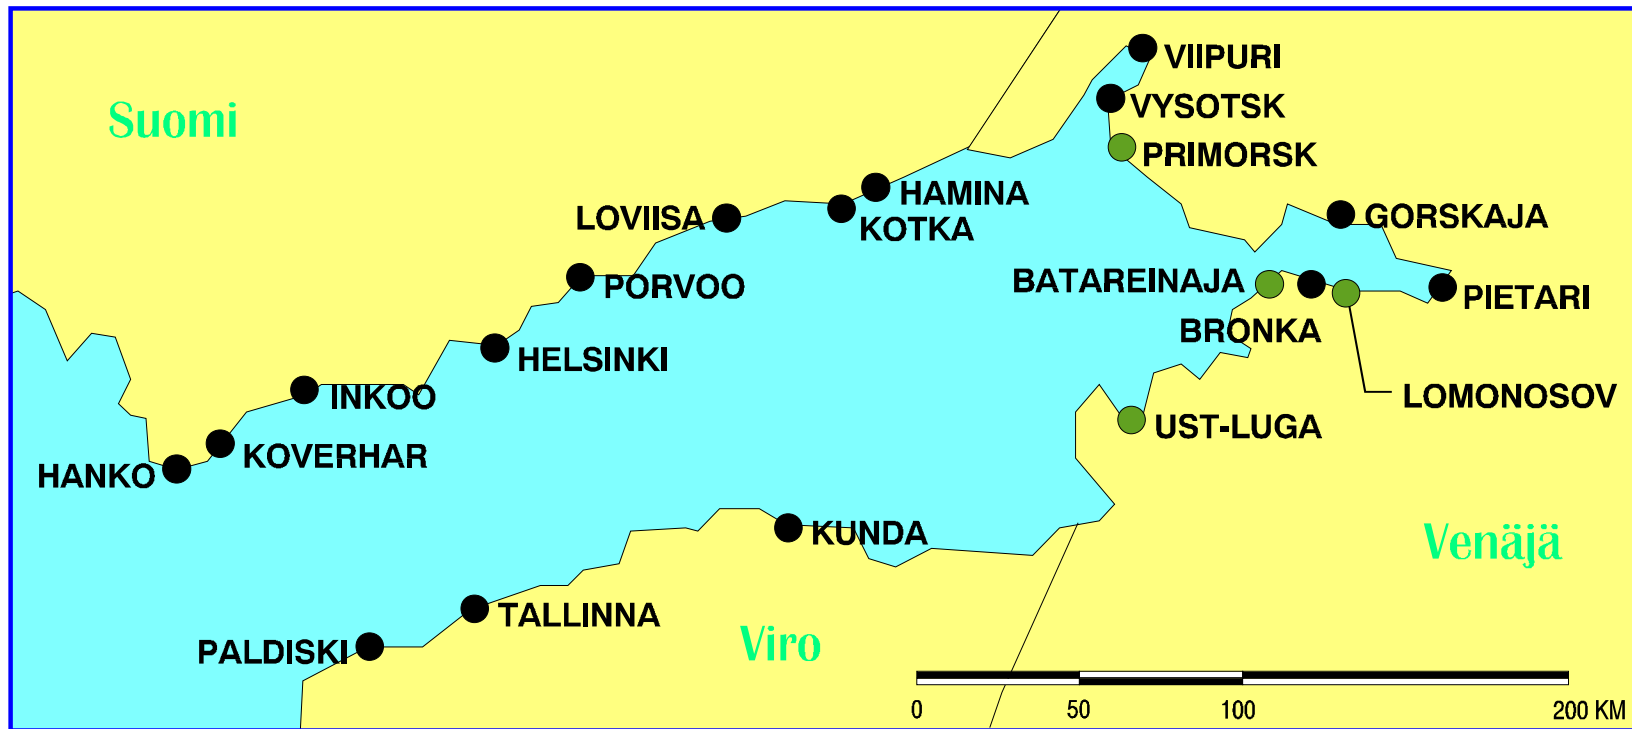 VIIPURI
Suomi
VYSOTSK
PRIMORSK
HAMINA
LOVIISA
GORSKAJA
KOTKA
BATAREINAJA
PORVOO
PIETARI
BRONKA
HELSINKI
INKOO
LOMONOSOV
UST-LUGA
KOVERHAR
HANKO
KUNDA
Venäjä
TALLINNA
Viro
PALDISKI
0 50 100 200 KM